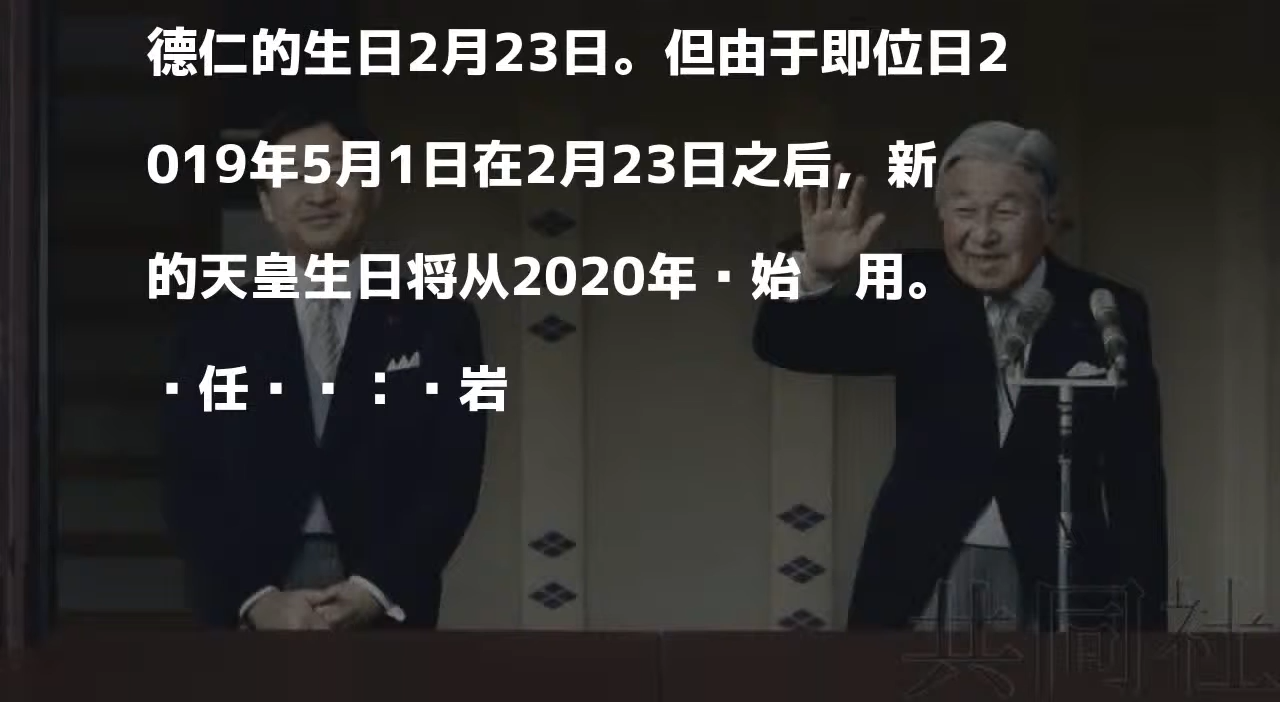 德仁的生日2月23日。但由于即位日2
019年5月1日在2月23日之后，新
的天皇生日将从2020年·始　用。
·任··：·岩
共同社